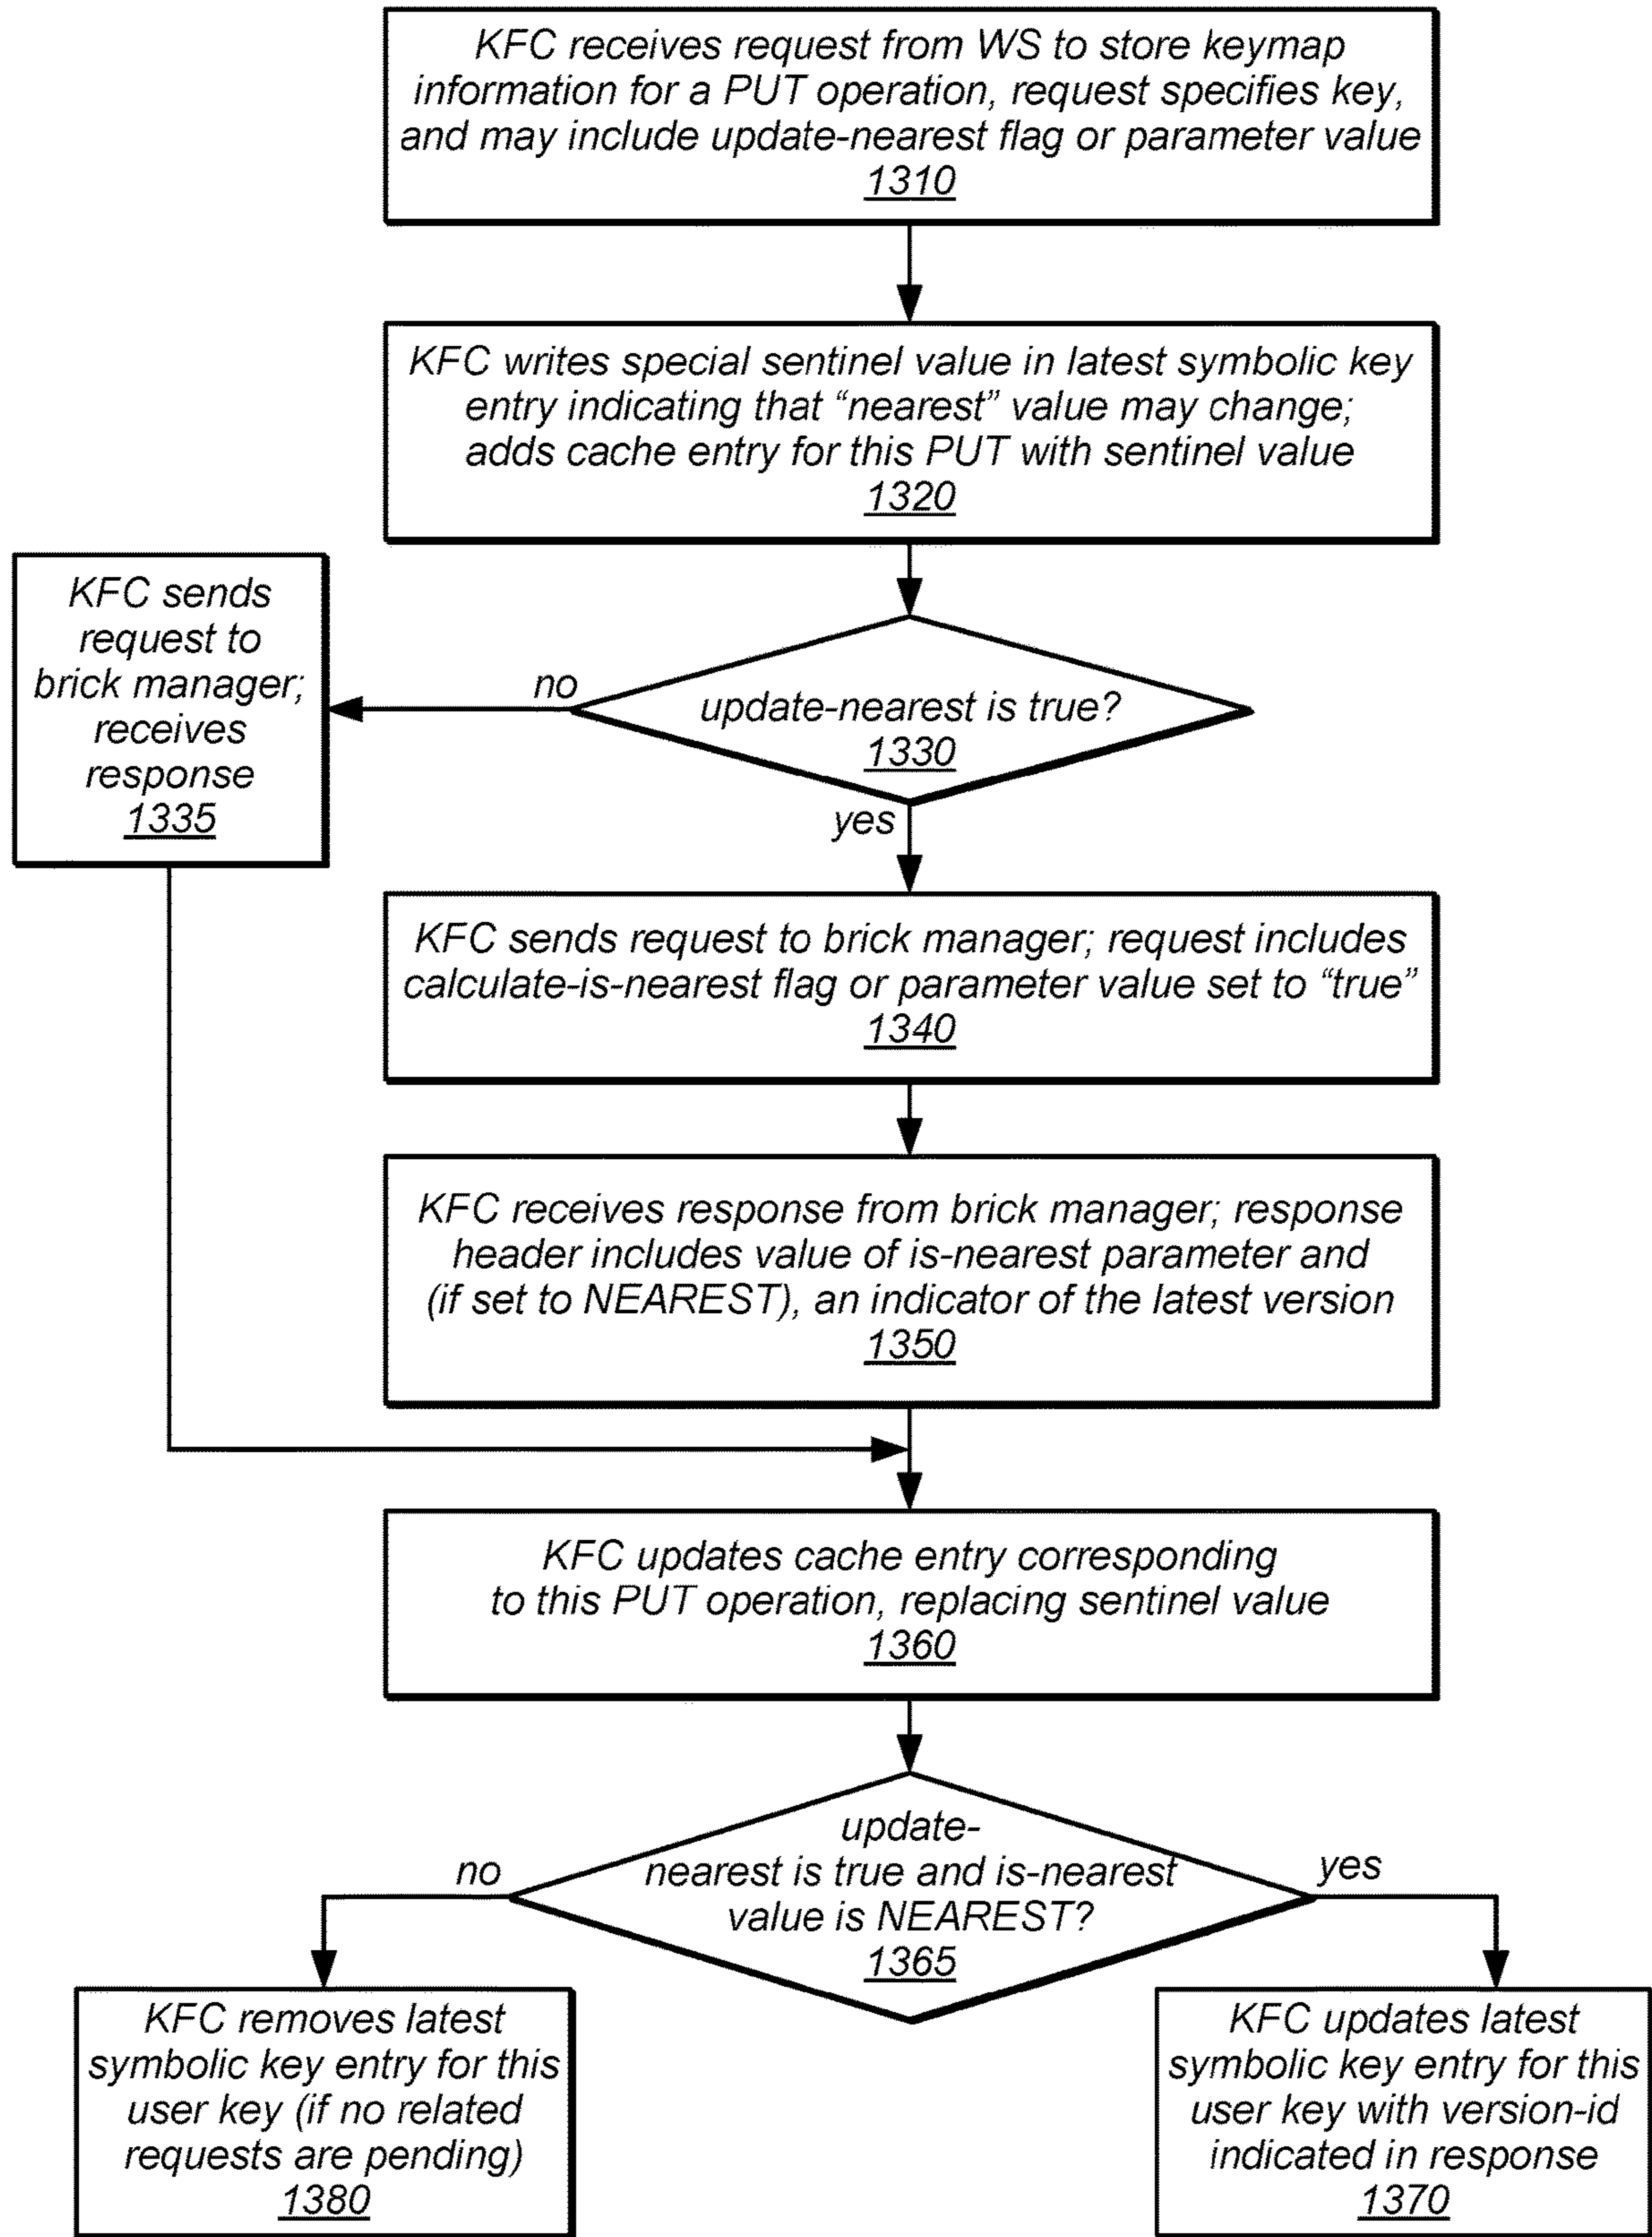 KFC receives request from WS to store keymap
information for a PUT operation, request specifies key,
and may include update-nearest flag or parameter value
1310
KFC writes special sentinel value in latest symbolic key
entry indicating that “nearest” value may change;
adds cache entry for this PUT with sentinel value
1320
update-nearest is true?
1330
no
yes
KFC sends
request to
brick manager;
receives
response
1335
KFC sends request to brick manager; request includes
calculate-is-nearest flag or parameter value set to “true”
1340
KFC receives response from brick manager; response
header includes value of is-nearest parameter and
(if set to NEAREST), an indicator of the latest version
1350
KFC updates cache entry corresponding
to this PUT operation, replacing sentinel value
1360
update-
nearest is true and is-nearest
value is NEAREST?
1365
no
yes
KFC removes latest
symbolic key entry for this
user key (if no related
requests are pending)
1380
KFC updates latest
symbolic key entry for this
user key with version-id
indicated in response
1370